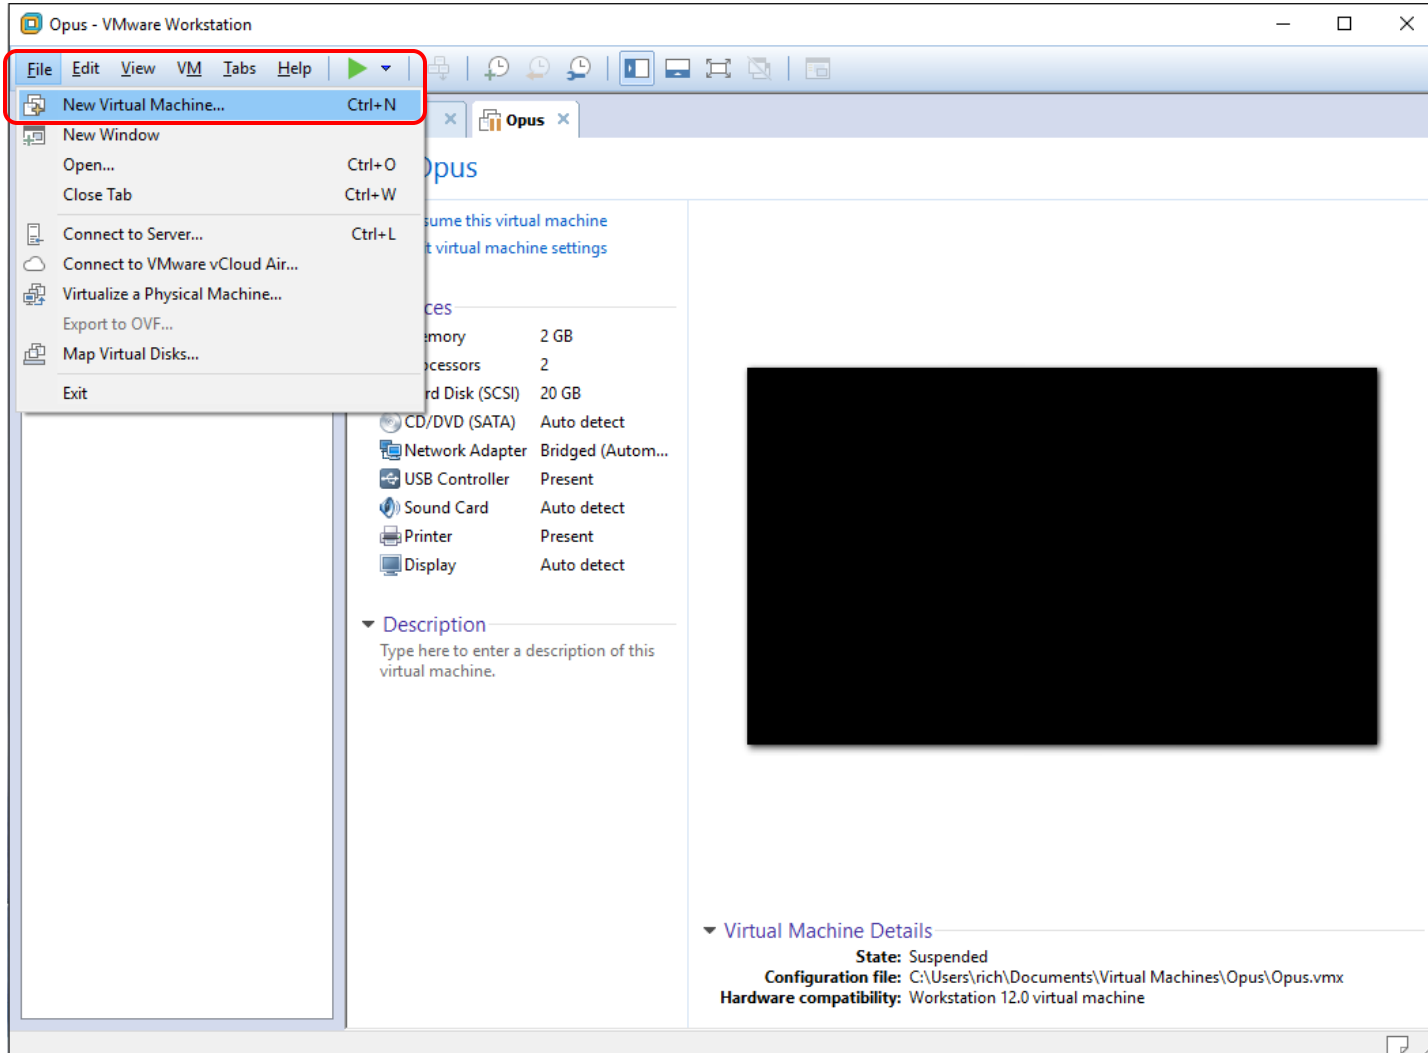 Opus - VMware Workstation
File Edit View VM Tabs Help
New Virtual Machine... Ctrl+N
New Window
Open... Ctrl+O
Close Tab Ctrl+W
Connect to Server... Ctrl+L
Connect to VMware vCloud Air...
Virtualize a Physical Machine...
Export to OVF...
Map Virtual Disks...
Exit
Opus
Opus
sume this virtual machine
t virtual machine settings
ces
emory 2 GB
ocessors 2
rd Disk (SCSI) 20 GB
CD/DVD (SATA) Auto detect
Network Adapter Bridged (Autom...
USB Controller Present
Sound Card Auto detect
Printer Present
Display Auto detect
Description
Type here to enter a description of this
virtual machine.
Virtual Machine Details
State: Suspended
Configuration file: C:\Users\rich\Documents\Virtual Machines\Opus\Opus.vmx
Hardware compatibility: Workstation 12.0 virtual machine